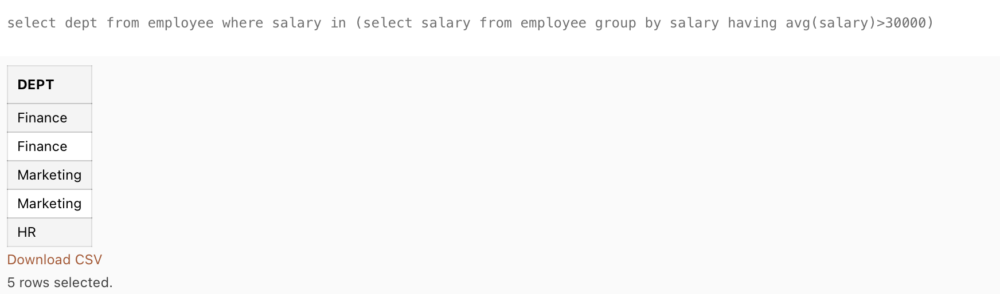 select dept from employee where salary in (select salary from employee group by salary having avg(salary)>30000)
DEPT
Finance
Finance
Marketing
Marketing
HR
Download CSV
5 rows selected.